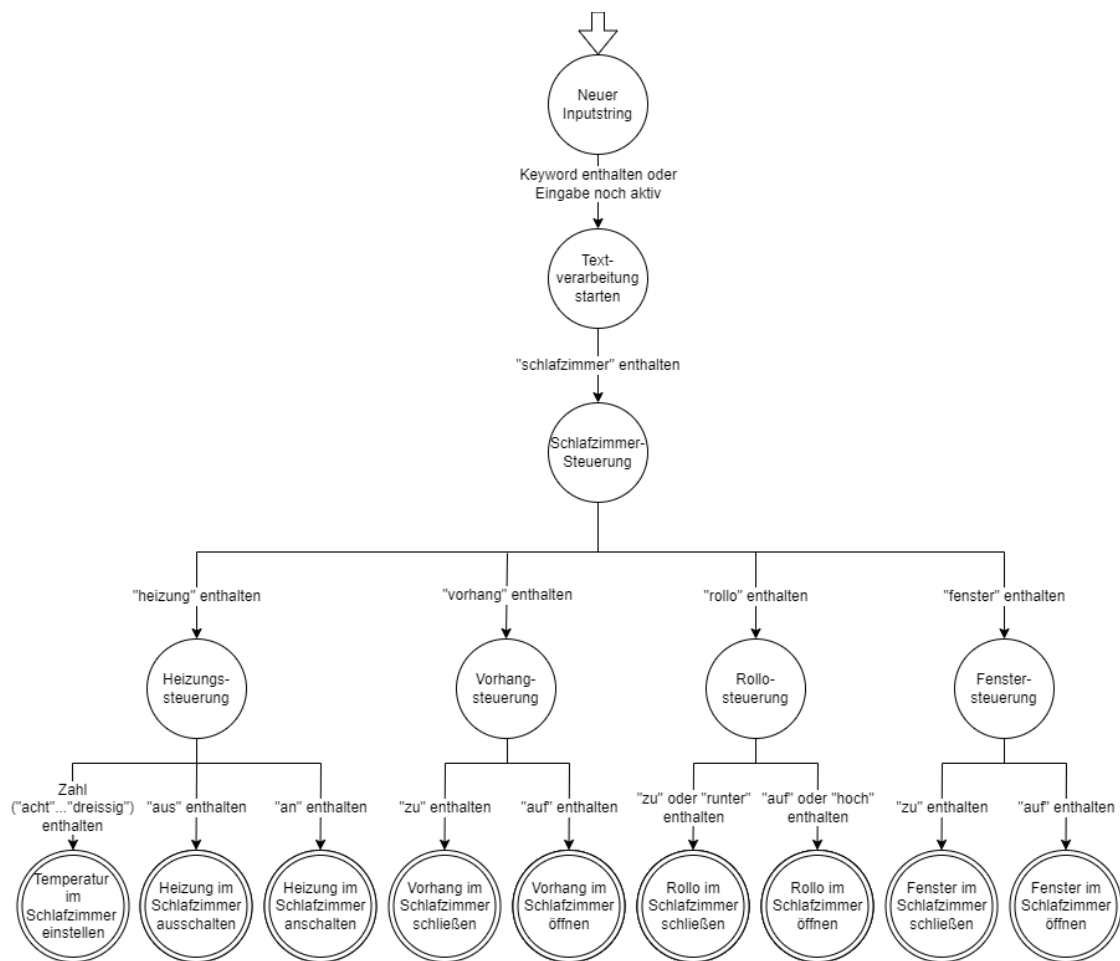 Neuer
Inputstring
Keyword enthalten oder
Eingabe noch aktiv
Text-
verarbeitung
starten
"schlafzimmer" enthalten
Schlafzimmer-
Steuerung
"heizung" enthalten
"vorhang" enthalten
"rollo" enthalten
"fenster" enthalten
Heizungs-
steuerung
Vorhang-
steuerung
Rollo-
steuerung
Fenster-
steuerung
Zahl
("acht"..."dreissig")
enthalten
"aus" enthalten
"an" enthalten
"zu" enthalten
"auf" enthalten
"zu" oder "runter"
enthalten
"auf" oder "hoch"
enthalten
"zu" enthalten
"auf" enthalten
Temperatur
im
Schlafzimmer
einstellen
Heizung im
Schlafzimmer
ausschalten
Heizung im
Schlafzimmer
anschalten
Vorhang im
Schlafzimmer
schließen
Vorhang im
Schlafzimmer
öffnen
Rollo im
Schlafzimmer
schließen
Rollo im
Schlafzimmer
öffnen
Fenster im
Schlafzimmer
schließen
Fenster im
Schlafzimmer
öffnen